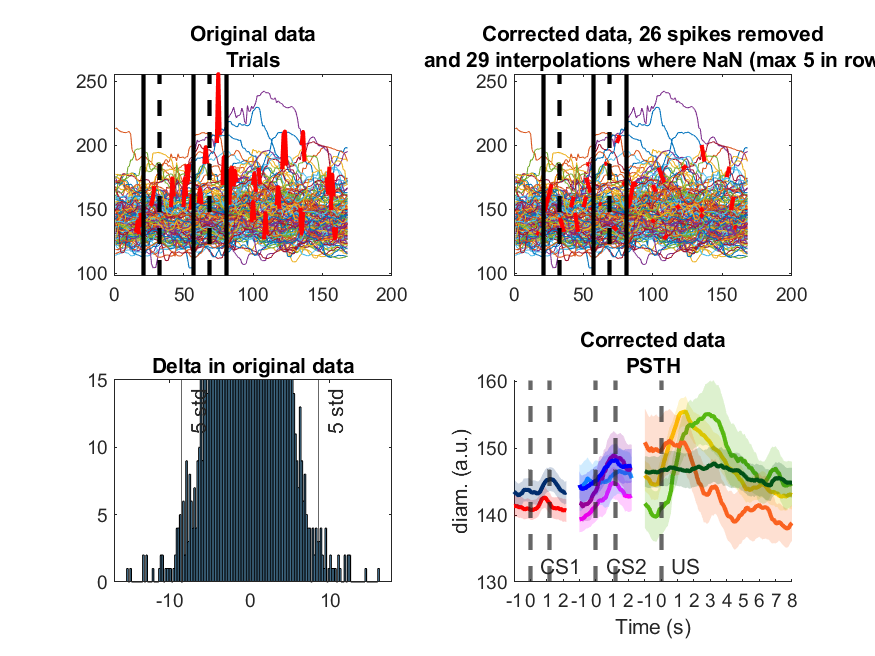 Original data
Trials
250
200
150
100
0 50 100 150 200
Corrected data, 26 spikes removed
and 29 interpolations where NaN (max 5 in row
250
200
150
100
0 50 100 150 200
Delta in original data
15
10
5
0
5 std
5 std
-10 0 10
Corrected data
PSTH
160
150
140
130
diam. (a.u.)
CS1 CS2 US
-1 0 1 2 -1 0 1 2 -1 0 1 2 3 4 5 6 7 8
Time (s)